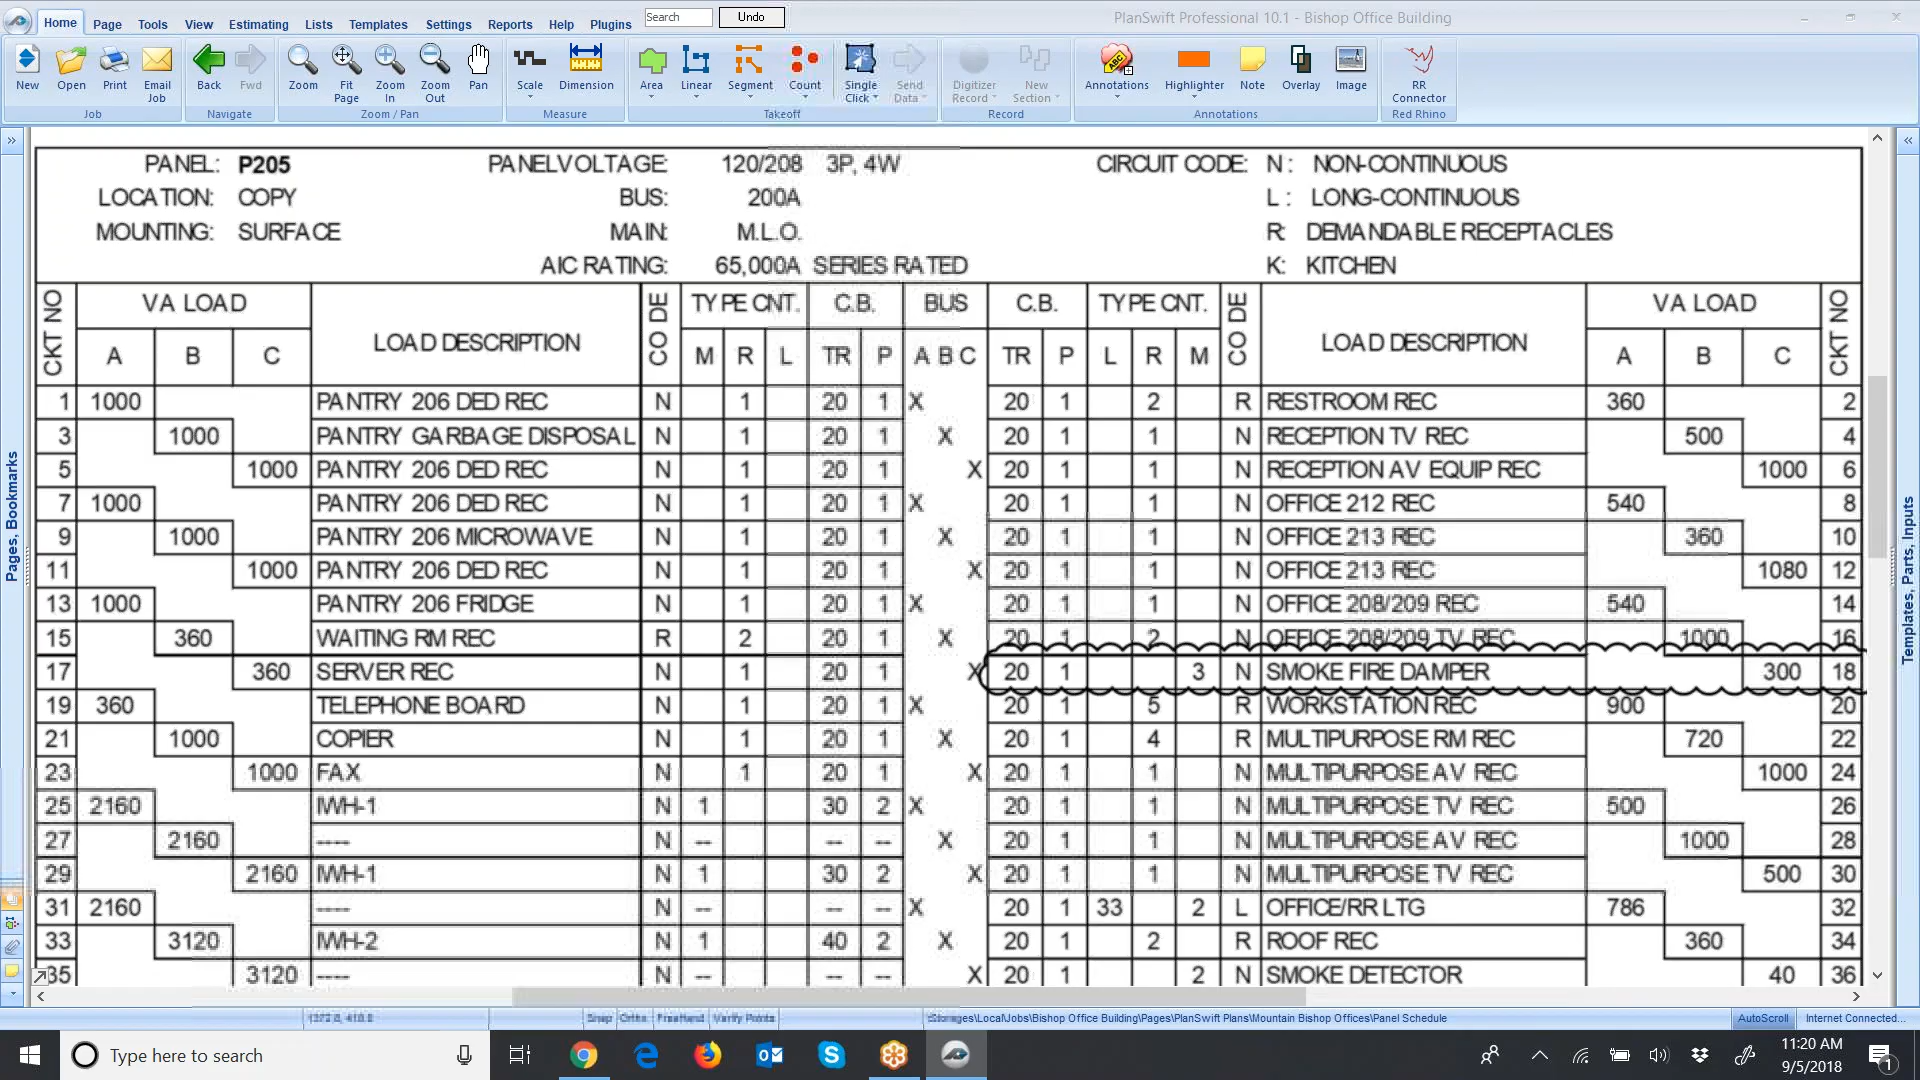 Home Page Tools View Estimating Lists Templates Settings Reports Help Plugins Search Undo PlanSwift Professional 10.1 - Bishop Office Building
New Open Print Email Job Back Fwd Zoom Fit Page Zoom In Zoom Out Pan Scale Dimension Area Linear Segment Count Single Click Send Data Digitizer Record New Section Annotations Highlighter Note Overlay Image RR Connector
Job Navigate Zoom / Pan Measure Takeoff Record Annotations Red Rhino
Pages, Bookmarks
Templates, Parts, Inputs
PANEL: P205 PANELVOLTAGE: 120/208 3P, 4W CIRCUIT CODE: N: NON-CONTINUOUS
LOCATION: COPY BUS: 200A L: LONG-CONTINUOUS
MOUNTING: SURFACE MAIN: M.L.O. R: DEMANDABLE RECEPTACLES
AIC RATING: 65,000A SERIES RATED K: KITCHEN
CKT NO VA LOAD LOAD DESCRIPTION CODE TYPE CNT. C.B. BUS C.B. TYPE CNT. CODE LOAD DESCRIPTION VA LOAD CKT NO
A B C M R L TR P A B C TR P L R M A B C
1 1000 PANTRY 206 DED REC N 1 20 1 X 20 1 2 R RESTROOM REC 360 2
3 1000 PANTRY GARBAGE DISPOSAL N 1 20 1 X 20 1 1 N RECEPTION TV REC 500 4
5 1000 PANTRY 206 DED REC N 1 20 1 X 20 1 1 N RECEPTION AV EQUIP REC 1000 6
7 1000 PANTRY 206 DED REC N 1 20 1 X 20 1 1 N OFFICE 212 REC 540 8
9 1000 PANTRY 206 MICROWAVE N 1 20 1 X 20 1 1 N OFFICE 213 REC 360 10
11 1000 PANTRY 206 DED REC N 1 20 1 X 20 1 1 N OFFICE 213 REC 1080 12
13 1000 PANTRY 206 FRIDGE N 1 20 1 X 20 1 1 N OFFICE 208/209 REC 540 14
15 360 WAITING RM REC R 2 20 1 X 20 1 2 N OFFICE 208/209 TV REC 1000 16
17 360 SERVER REC N 1 20 1 X 20 1 3 N SMOKE FIRE DAMPER 300 18
19 360 TELEPHONE BOARD N 1 20 1 X 20 1 5 R WORKSTATION REC 900 20
21 1000 COPIER N 1 20 1 X 20 1 4 R MULTIPURPOSE RM REC 720 22
23 1000 FAX N 1 20 1 X 20 1 1 N MULTIPURPOSE AV REC 1000 24
25 2160 IWH-1 N 1 30 2 X 20 1 1 N MULTIPURPOSE TV REC 500 26
27 2160 ---- N -- -- -- X 20 1 1 N MULTIPURPOSE AV REC 1000 28
29 2160 IWH-1 N 1 30 2 X 20 1 1 N MULTIPURPOSE TV REC 500 30
31 2160 ---- N -- -- -- X 20 1 33 2 L OFFICE/RR LTG 786 32
33 3120 IWH-2 N 1 40 2 X 20 1 2 R ROOF REC 360 34
35 3120 ---- N -- -- -- X 20 1 2 N SMOKE DETECTOR 40 36
Snap Ortho FreeHand Verify Points :\Storages\Local\Jobs\Bishop Office Building\Pages\PlanSwift Plans\Mountain Bishop Offices\Panel Schedule AutoScroll Internet Connected...
Type here to search 11:20 AM
9/5/2018 1